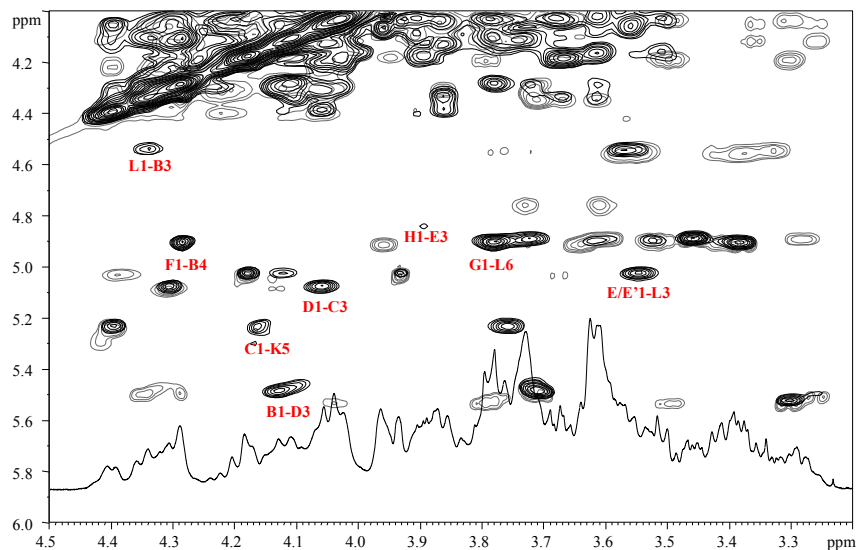 ppm
4.2
4.4
4.6
4.8
5.0
5.2
5.4
5.6
5.8
6.0
L1-B3
H1-E3
F1-B4
G1-L6
D1-C3
E/E'1-L3
C1-K5
B1-D3
4.5 4.4 4.3 4.2 4.1 4.0 3.9 3.8 3.7 3.6 3.5 3.4 3.3 ppm